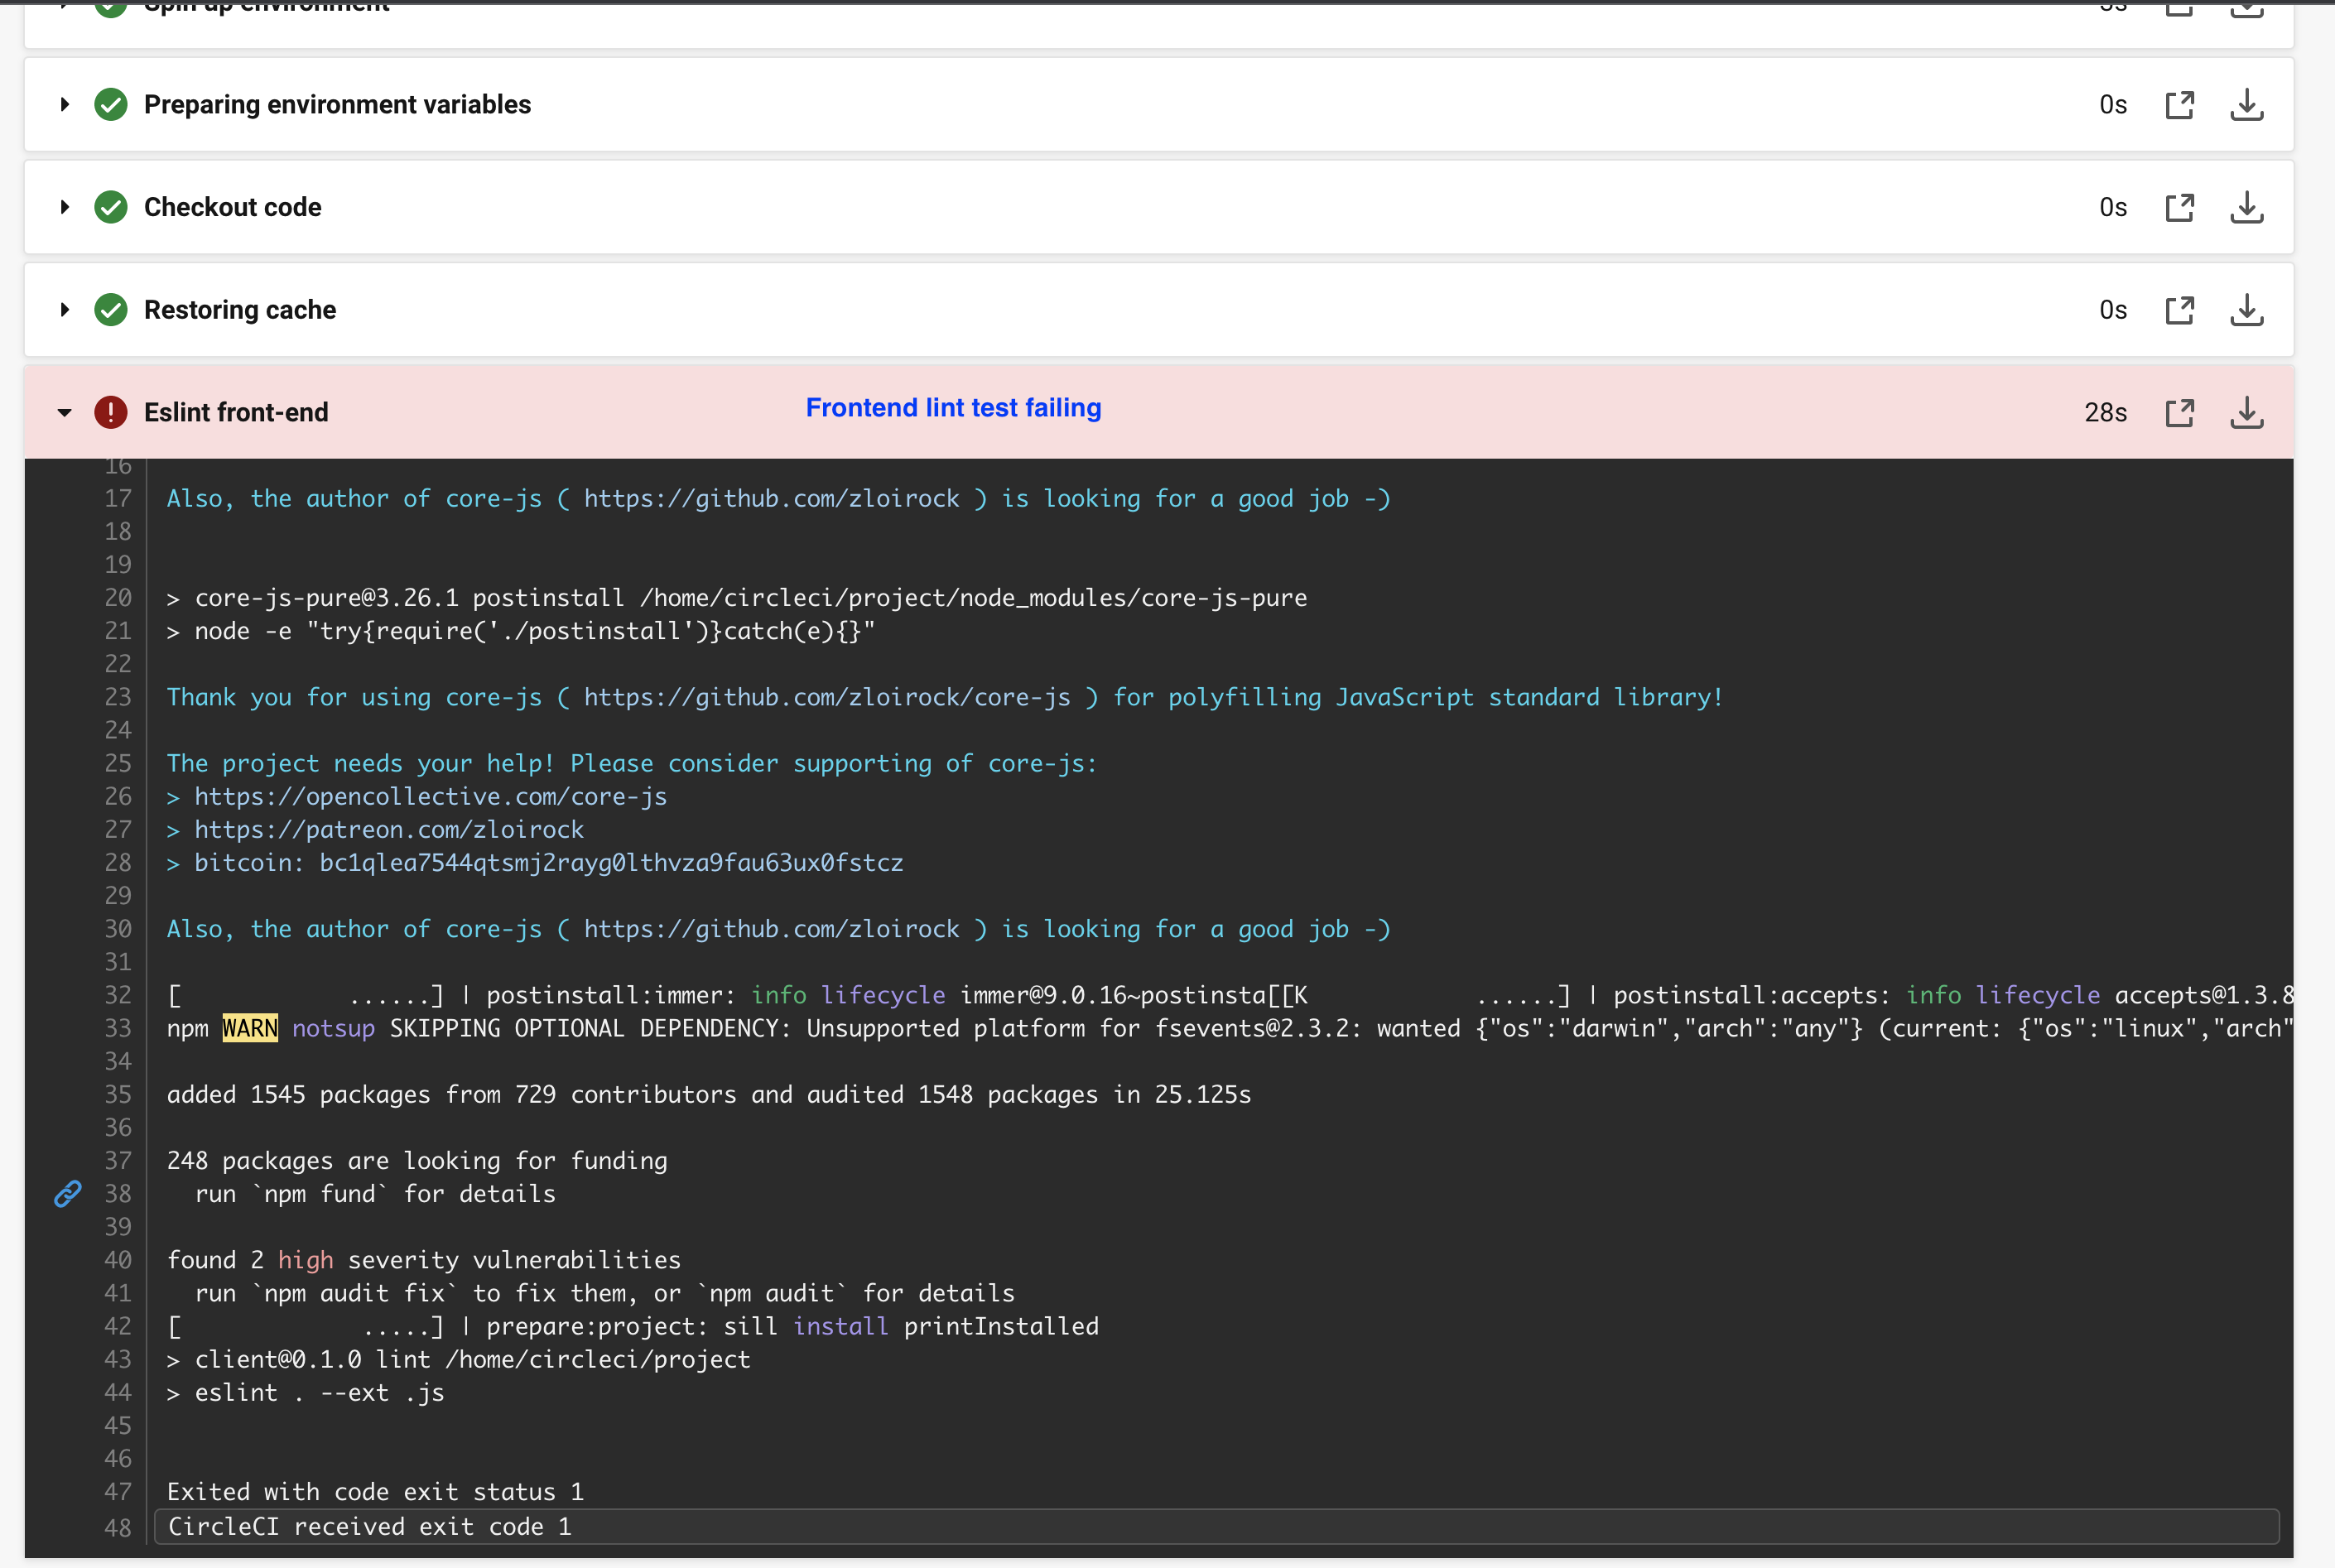 Spin up environment
Preparing environment variables 0s
Checkout code 0s
Restoring cache 0s
Eslint front-end Frontend lint test failing 28s
16
17 Also, the author of core-js ( https://github.com/zloirock ) is looking for a good job -)
18
19
20 > core-js-pure@3.26.1 postinstall /home/circleci/project/node_modules/core-js-pure
21 > node -e "try{require('./postinstall')}catch(e){}"
22
23 Thank you for using core-js ( https://github.com/zloirock/core-js ) for polyfilling JavaScript standard library!
24
25 The project needs your help! Please consider supporting of core-js:
26 > https://opencollective.com/core-js
27 > https://patreon.com/zloirock
28 > bitcoin: bc1qlea7544qtsmj2rayg0lthvza9fau63ux0fstcz
29
30 Also, the author of core-js ( https://github.com/zloirock ) is looking for a good job -)
31
32 [ ......] | postinstall:immer: info lifecycle immer@9.0.16~postinsta[[K ......] | postinstall:accepts: info lifecycle accepts@1.3.8
33 npm WARN notsup SKIPPING OPTIONAL DEPENDENCY: Unsupported platform for fsevents@2.3.2: wanted {"os":"darwin","arch":"any"} (current: {"os":"linux","arch"
34
35 added 1545 packages from 729 contributors and audited 1548 packages in 25.125s
36
37 248 packages are looking for funding
38 run `npm fund` for details
39
40 found 2 high severity vulnerabilities
41 run `npm audit fix` to fix them, or `npm audit` for details
42 [ .....] | prepare:project: sill install printInstalled
43 > client@0.1.0 lint /home/circleci/project
44 > eslint . --ext .js
45
46
47 Exited with code exit status 1
48 CircleCI received exit code 1